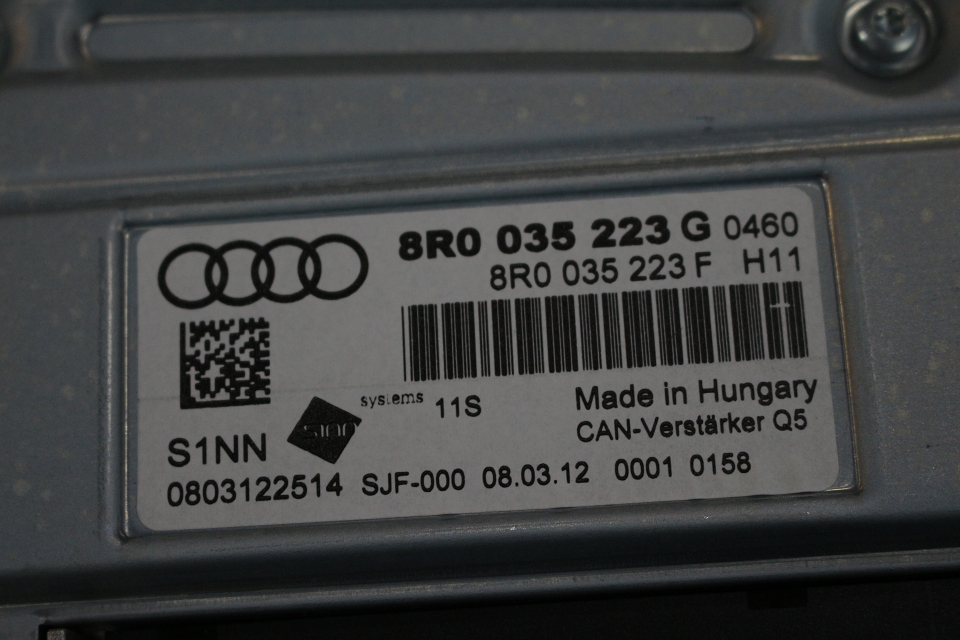 8R0 035 223 G 0460
8R0 035 223 F H11
systems 11S
Made in Hungary
CAN-Verstärker Q5
S1NN
s1nn
0803122514 SJF-000 08.03.12 0001 0158